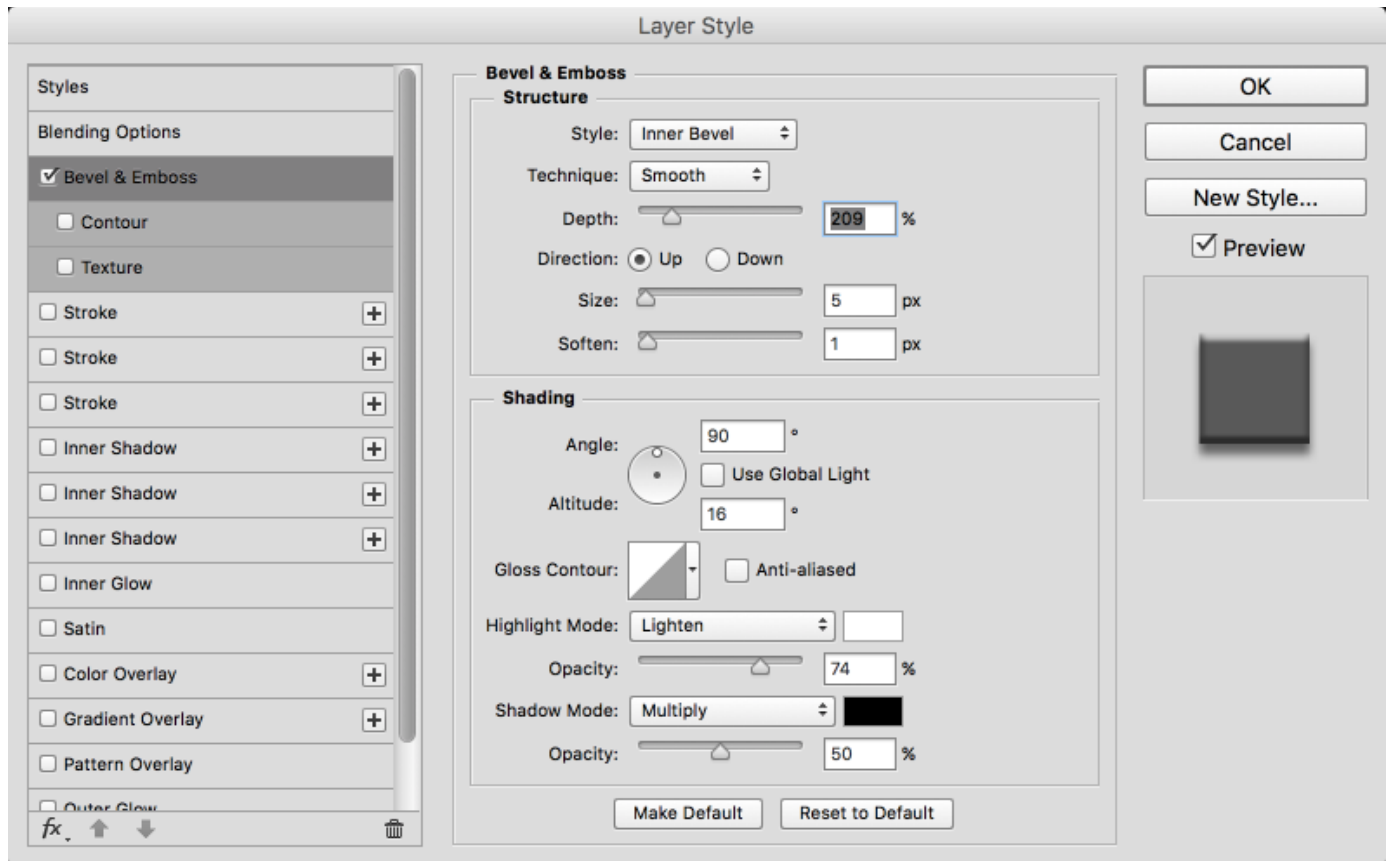 Layer Style
Styles
Blending Options
Bevel & Emboss
Contour
Texture
Stroke
Stroke
Stroke
Inner Shadow
Inner Shadow
Inner Shadow
Inner Glow
Satin
Color Overlay
Gradient Overlay
Pattern Overlay
Outer Glow
fx
Bevel & Emboss
Structure
Style: Inner Bevel
Technique: Smooth
Depth: 209 %
Direction: Up Down
Size: 5 px
Soften: 1 px
Shading
Angle: 90 °
Use Global Light
Altitude: 16 °
Gloss Contour: Anti-aliased
Highlight Mode: Lighten
Opacity: 74 %
Shadow Mode: Multiply
Opacity: 50 %
Make Default Reset to Default
OK
Cancel
New Style...
Preview